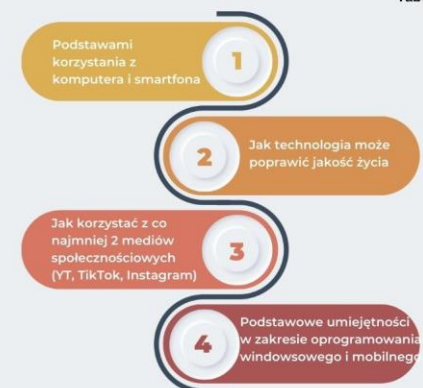 Podstawami
korzystania z
komputera i smartfona
1
2
Jak technologia może
poprawić jakość życia
Jak korzystać z co
najmniej 2 mediów
społecznościowych
(YT, TikTok, Instagram)
3
4
Podstawowe umiejętności
w zakresie oprogramowania
windowsowego i mobilnego